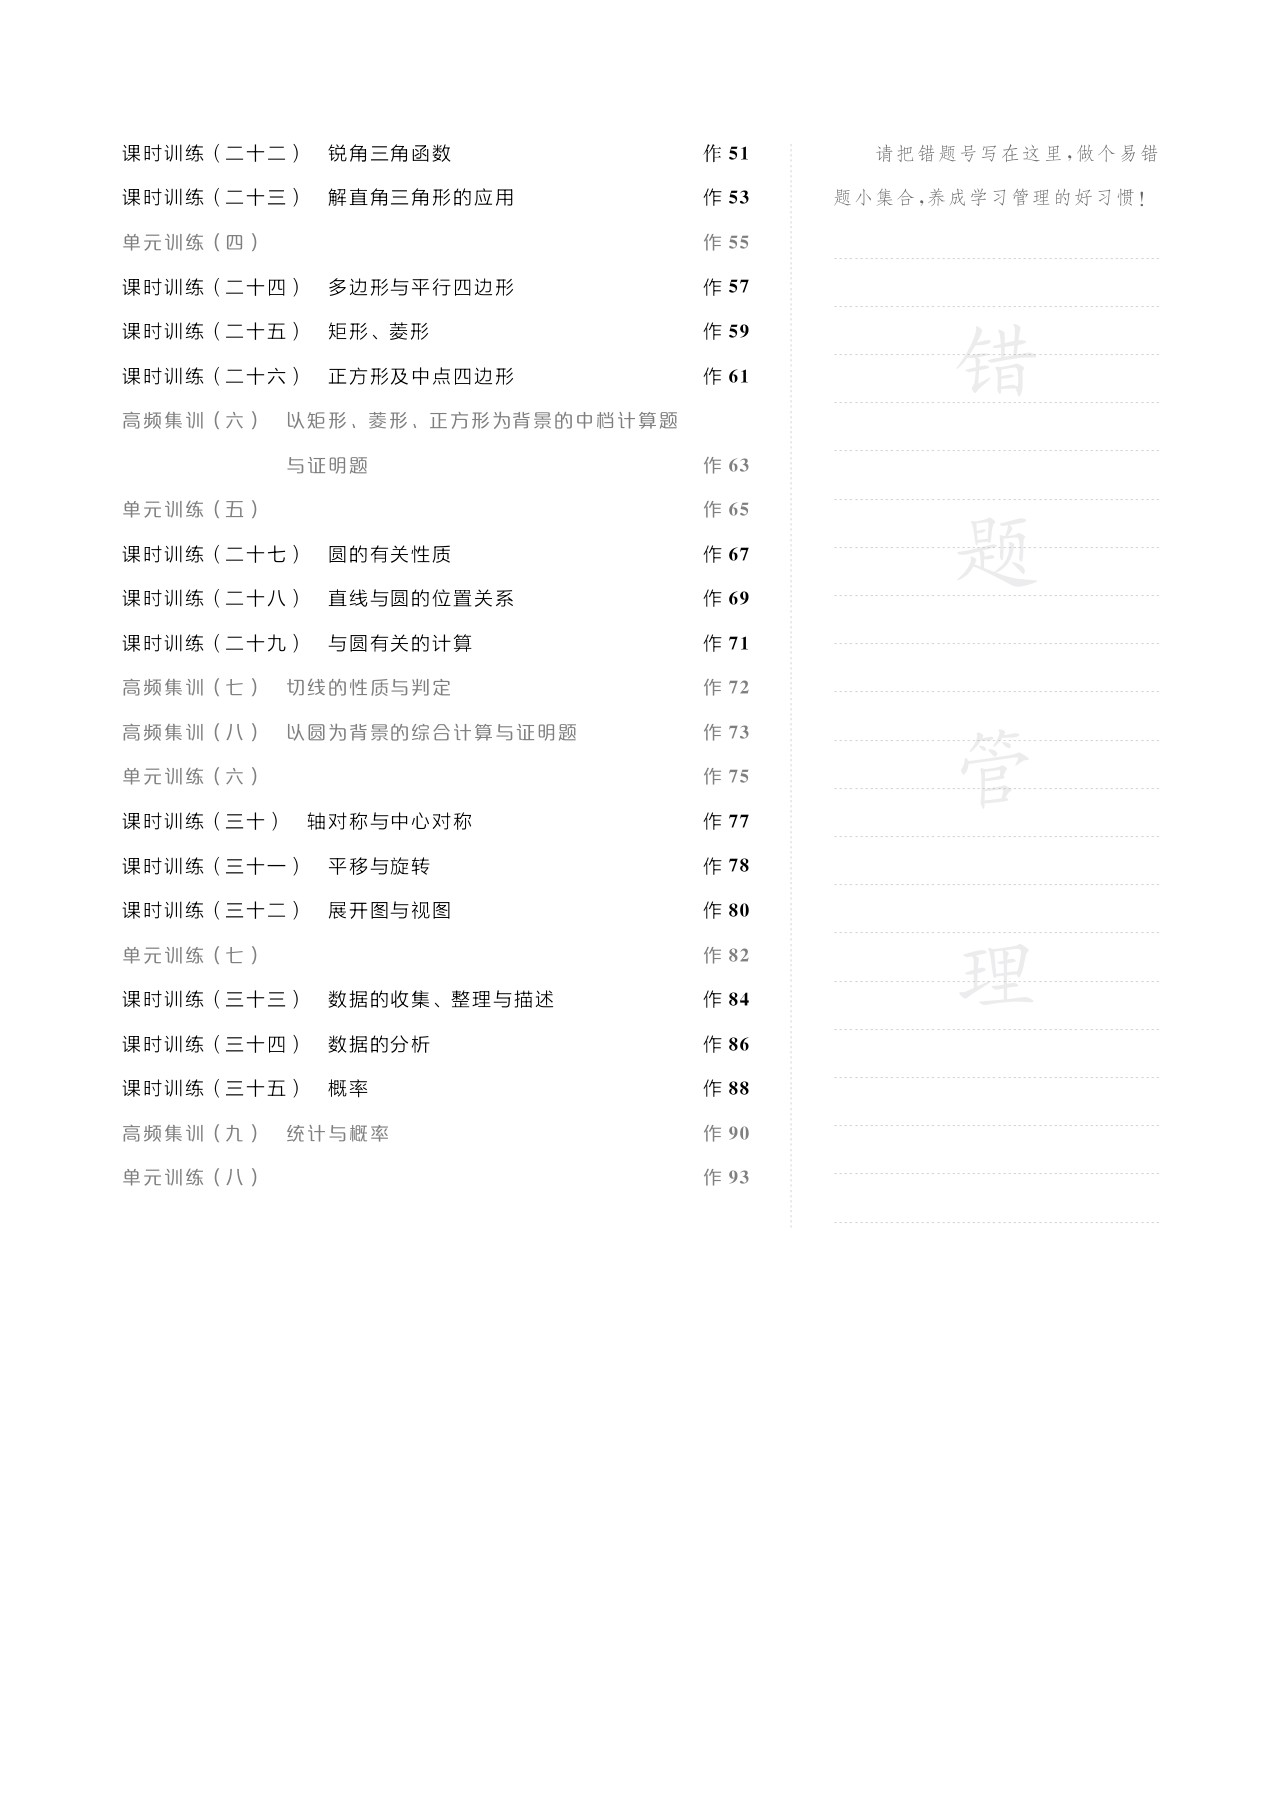 课时训练(二十二) 锐角三角函数 作 51
课时训练(二十三) 解直角三角形的应用 作 53
单元训练(四) 作 55
课时训练(二十四) 多边形与平行四边形 作 57
课时训练(二十五) 矩形、菱形 作 59
课时训练(二十六) 正方形及中点四边形 作 61
高频集训(六) 以矩形、菱形、正方形为背景的中档计算题
与证明题 作 63
单元训练(五) 作 65
课时训练(二十七) 圆的有关性质 作 67
课时训练(二十八) 直线与圆的位置关系 作 69
课时训练(二十九) 与圆有关的计算 作 71
高频集训(七) 切线的性质与判定 作 72
高频集训(八) 以圆为背景的综合计算与证明题 作 73
单元训练(六) 作 75
课时训练(三十) 轴对称与中心对称 作 77
课时训练(三十一) 平移与旋转 作 78
课时训练(三十二) 展开图与视图 作 80
单元训练(七) 作 82
课时训练(三十三) 数据的收集、整理与描述 作 84
课时训练(三十四) 数据的分析 作 86
课时训练(三十五) 概率 作 88
高频集训(九) 统计与概率 作 90
单元训练(八) 作 93
请把错题号写在这里,做个易错
题小集合,养成学习管理的好习惯!
错
题
管
理